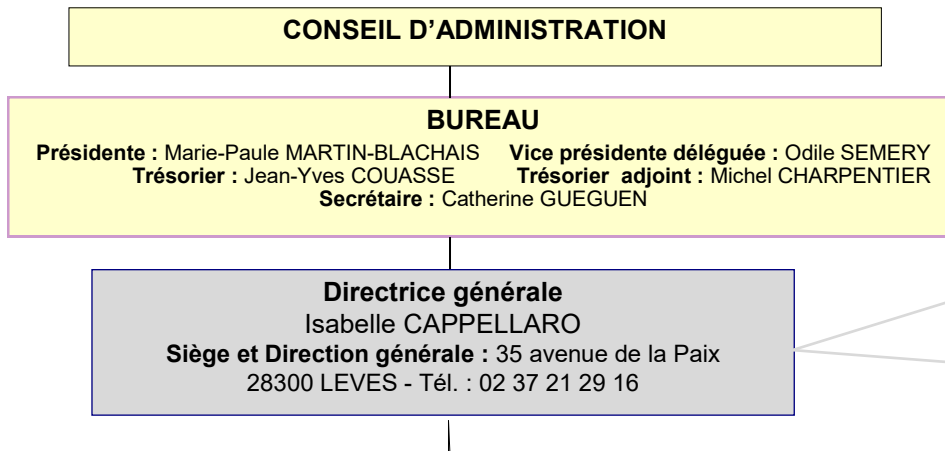 CONSEIL D’ADMINISTRATION
BUREAU
Présidente : Marie-Paule MARTIN-BLACHAIS Vice présidente déléguée : Odile SEMERY
Trésorier : Jean-Yves COUASSE Trésorier adjoint : Michel CHARPENTIER
Secrétaire : Catherine GUEGUEN
Directrice générale
Isabelle CAPPELLARO
Siège et Direction générale : 35 avenue de la Paix
28300 LEVES - Tél. : 02 37 21 29 16